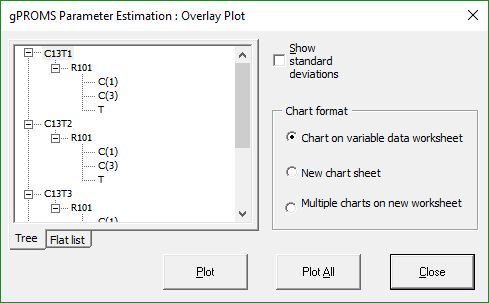 gPROMS Parameter Estimation : Overlay Plot
C13T1
R101
C(1)
C(3)
T
C13T2
R101
C(1)
C(3)
T
C13T3
R101
C(1)
Tree
Flat list
Show
standard
deviations
Chart format
Chart on variable data worksheet
New chart sheet
Multiple charts on new worksheet
Plot
Plot All
Close